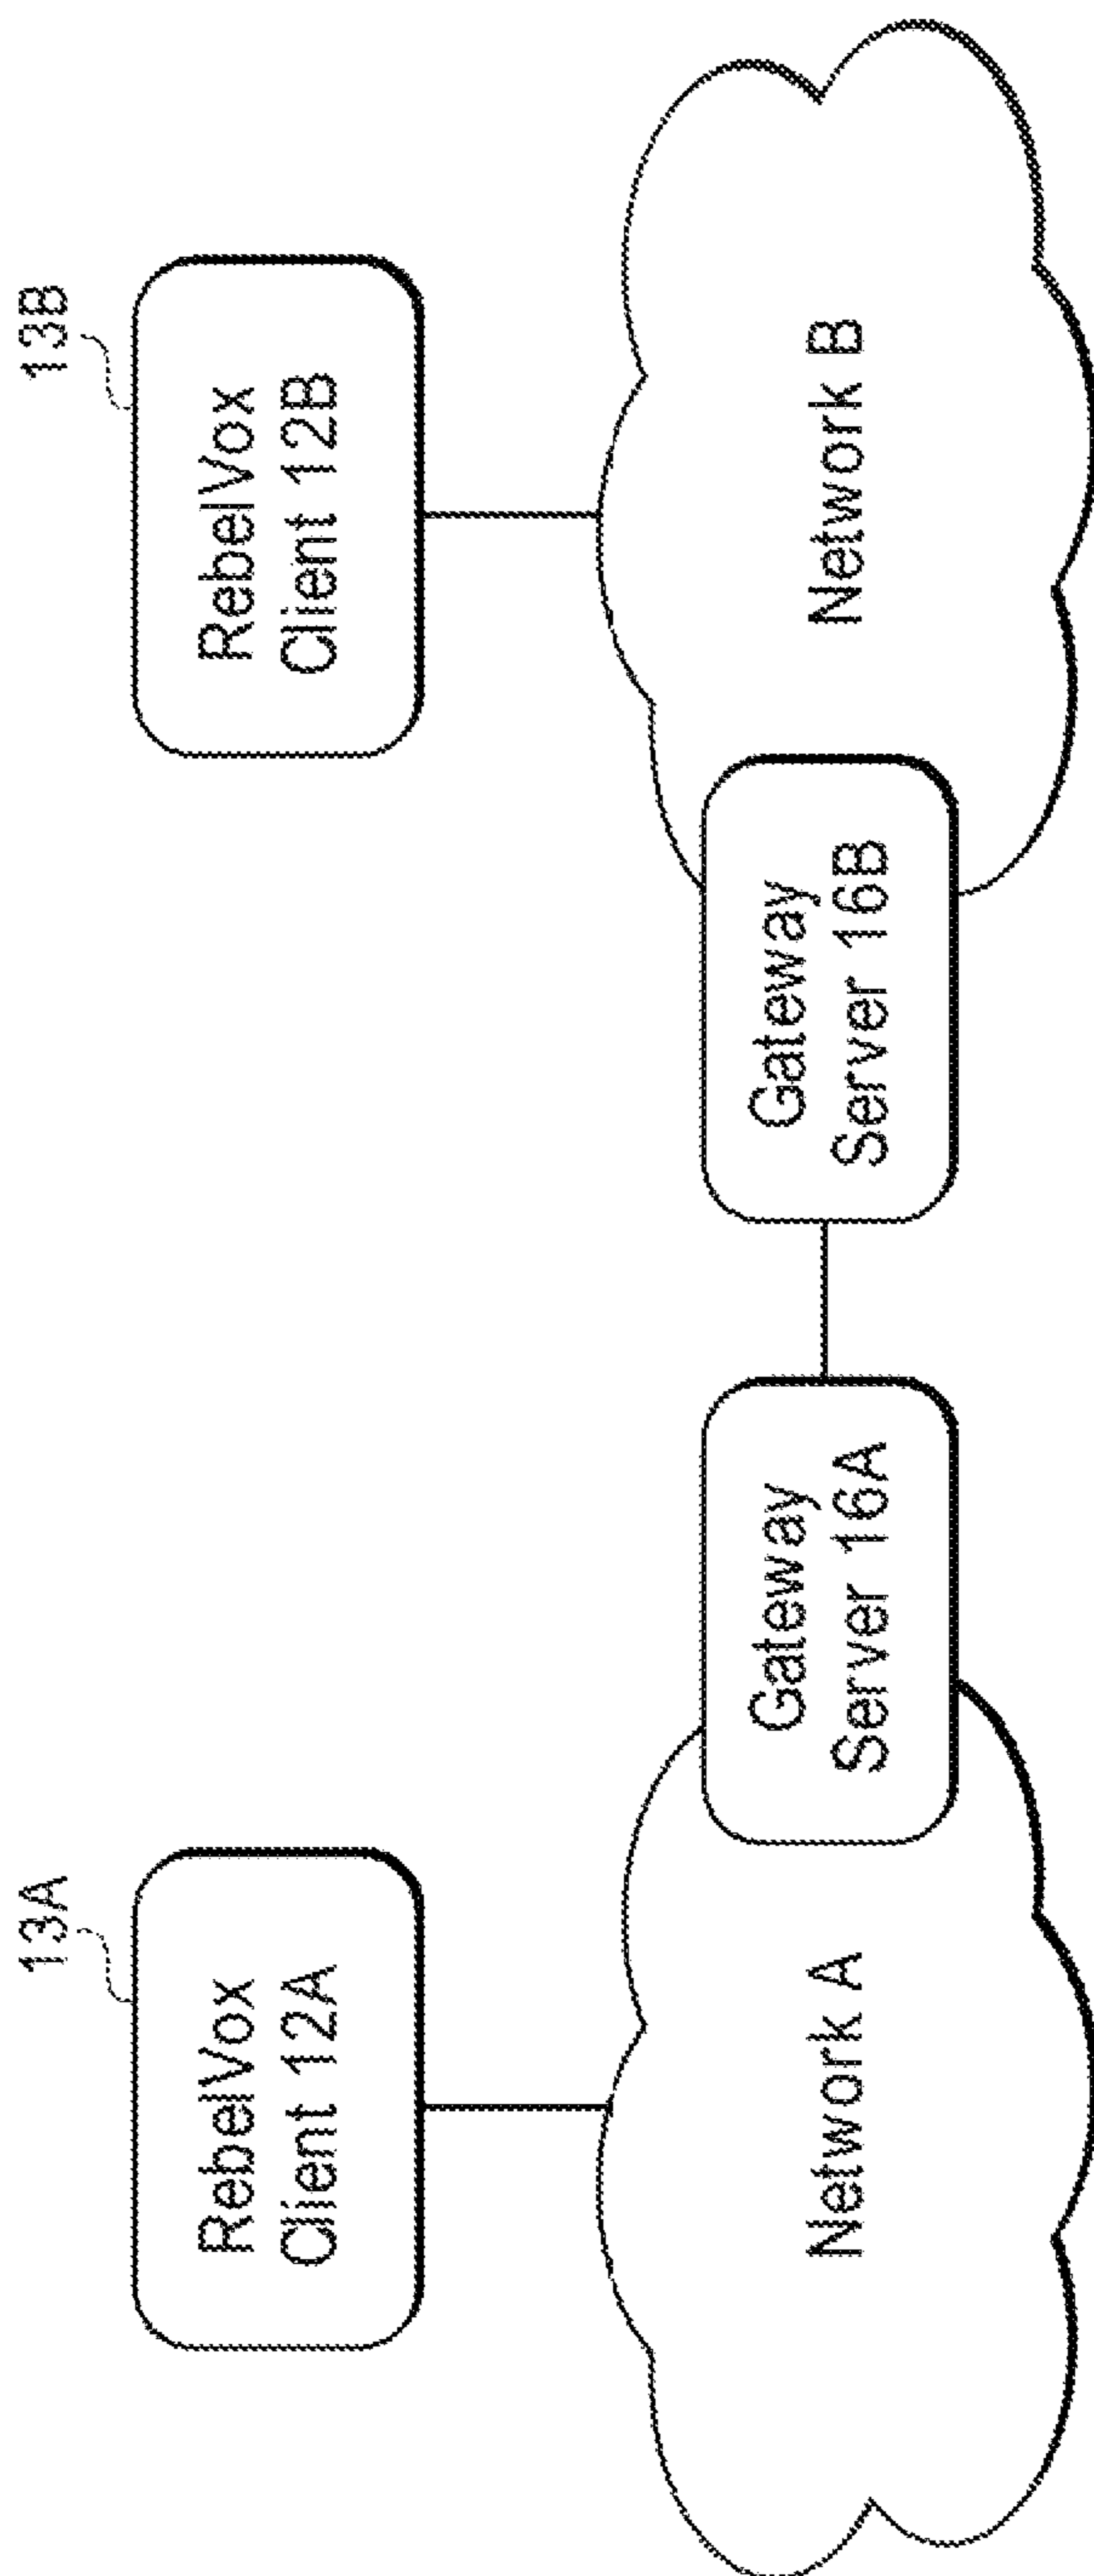 13A
RebelVox
Client 12A
13B
RebelVox
Client 12B
Network A
Gateway
Server 16A
Gateway
Server 16B
Network B